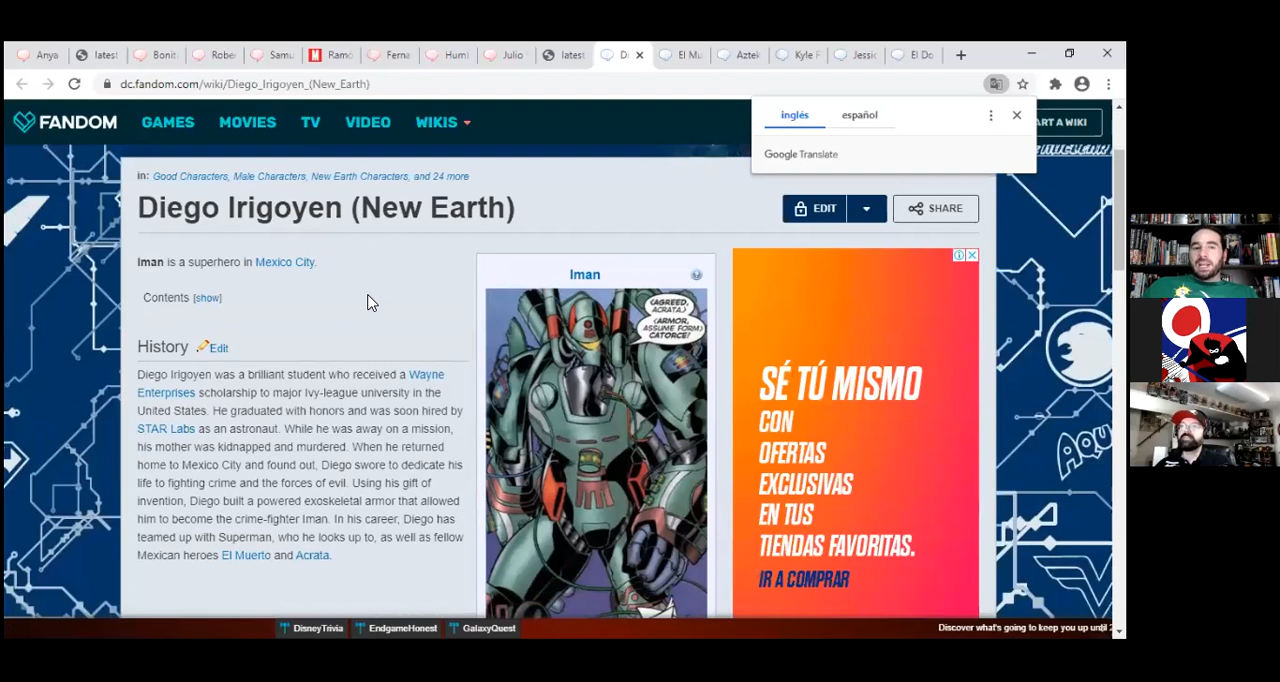 Anya
latest
Bonit
Rober
Samu
Ramó
Ferna
Humb
Julio
latest
Di
El Mu
Aztek
Kyle F
Jessic
El Do
dc.fandom.com/wiki/Diego_Irigoyen_(New_Earth)
FANDOM
GAMES
MOVIES
TV
VIDEO
WIKIS
ART A WIKI
inglés
español
Google Translate
in: Good Characters, Male Characters, New Earth Characters, and 24 more
Diego Irigoyen (New Earth)
EDIT
SHARE
Iman is a superhero in Mexico City.
Contents [show]
History Edit
Diego Irigoyen was a brilliant student who received a Wayne
Enterprises scholarship to major Ivy-league university in the
United States. He graduated with honors and was soon hired by
STAR Labs as an astronaut. While he was away on a mission,
his mother was kidnapped and murdered. When he returned
home to Mexico City and found out, Diego swore to dedicate his
life to fighting crime and the forces of evil. Using his gift of
invention, Diego built a powered exoskeletal armor that allowed
him to become the crime-fighter Iman. In his career, Diego has
teamed up with Superman, who he looks up to, as well as fellow
Mexican heroes El Muerto and Acrata.
Iman
<AGREED,
ACRATA.>
<ARMOR,
ASSUME FORM:
CATORCE!
SÉ TÚ MISMO
CON
OFERTAS
EXCLUSIVAS
EN TUS
TIENDAS FAVORITAS.
IR A COMPRAR
AQU
DisneyTrivia
EndgameHonest
GalaxyQuest
Discover what's going to keep you up until 2